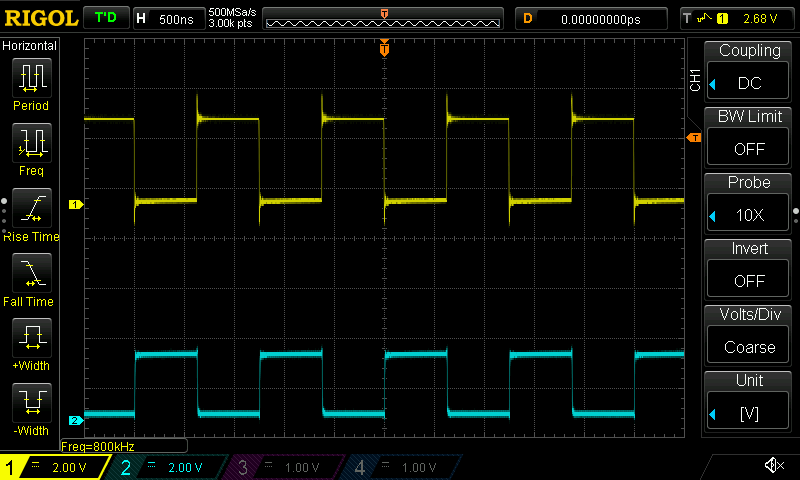 RIGOL T'D H 500ns 500MSa/s 3.00k pts T D 0.00000000ps T 1 2.68 V
Horizontal
Period
Freq
Rise Time
Fall Time
+Width
-Width
T
1
2
T
Freq=800kHz
CH1
Coupling
DC
BW Limit
OFF
Probe
10X
Invert
OFF
Volts/Div
Coarse
Unit
[V]
1 2.00 V 2 2.00 V 3 1.00 V 4 1.00 V